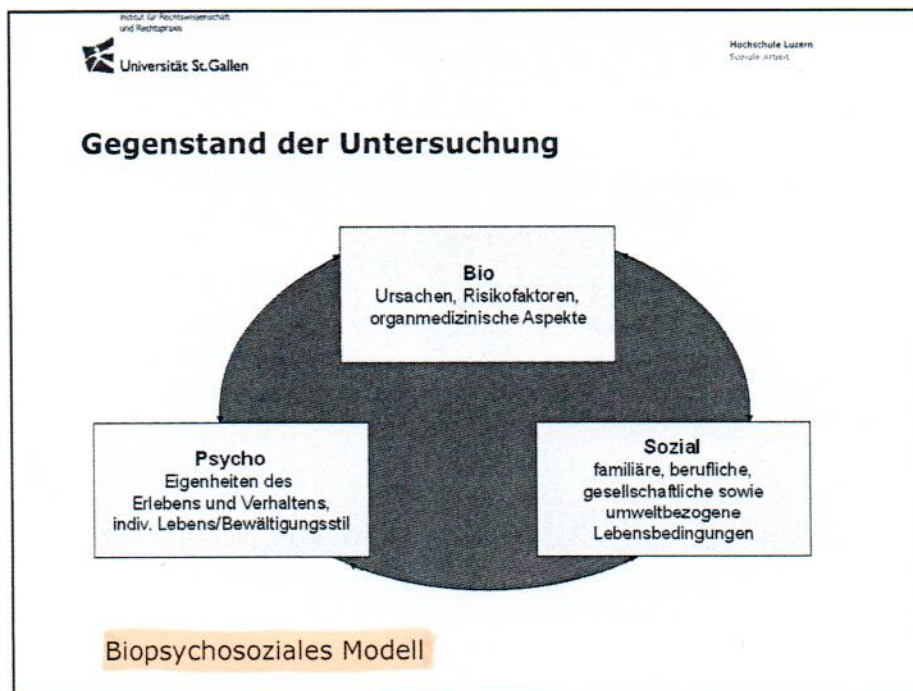 Institut für Rechtswissenschaft
und Rechtspraxis
Universität St.Gallen
Hochschule Luzern
Soziale Arbeit
Gegenstand der Untersuchung
Bio
Ursachen, Risikofaktoren,
organmedizinische Aspekte
Psycho
Eigenheiten des
Erlebens und Verhaltens,
indiv. Lebens/Bewältigungsstil
Sozial
familiäre, berufliche,
gesellschaftliche sowie
umweltbezogene
Lebensbedingungen
Biopsychosoziales Modell